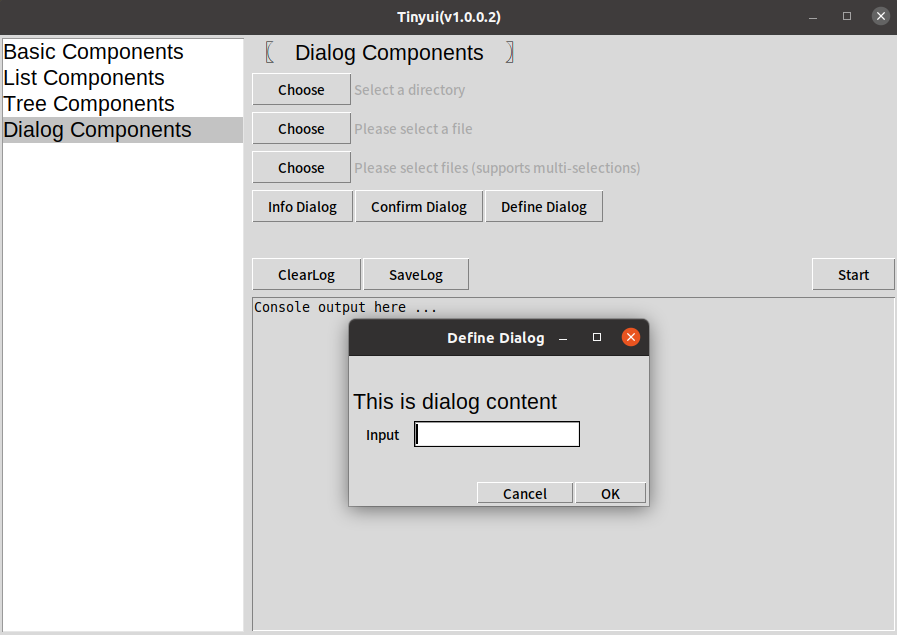 Tinyui(v1.0.0.2)
Basic Components
List Components
Tree Components
Dialog Components
〖 Dialog Components 〗
Choose Select a directory
Choose Please select a file
Choose Please select files (supports multi-selections)
Info Dialog Confirm Dialog Define Dialog
ClearLog SaveLog Start
Console output here ...
Define Dialog
This is dialog content
Input
Cancel OK